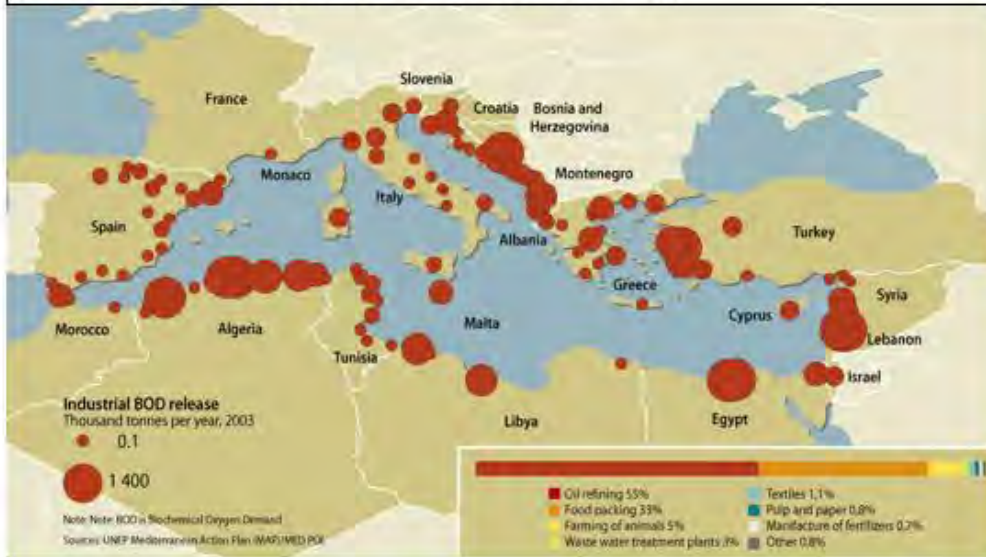 Slovenia
France
Croatia
Bosnia and
Herzegovina
Monaco
Montenegro
Italy
Spain
Albania
Turkey
Greece
Syria
Cyprus
Malta
Morocco
Algeria
Lebanon
Tunisia
Israel
Libya
Egypt
Industrial BOD release
Thousand tonnes per year, 2003
0.1
1 400
Note: Note: BOD is Biochemical Oxygen Demand
Sources: UNEP Mediterranean Action Plan (MAP)/MED POL
Oil refining 55%
Food packing 33%
Farming of animals 5%
Waste water treatment plants 3%
Textiles 1,1%
Pulp and paper 0,8%
Manifacture of fertilizers 0,7%
Other 0,8%